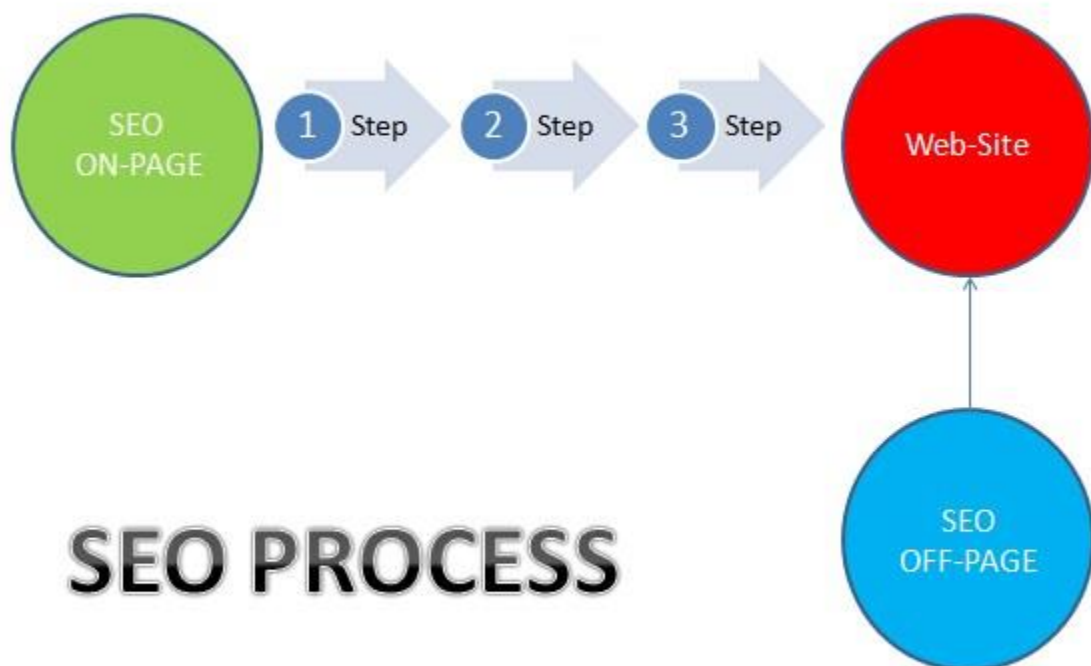 SEO
ON-PAGE
1 Step
2 Step
3 Step
Web-Site
SEO
OFF-PAGE
SEO PROCESS